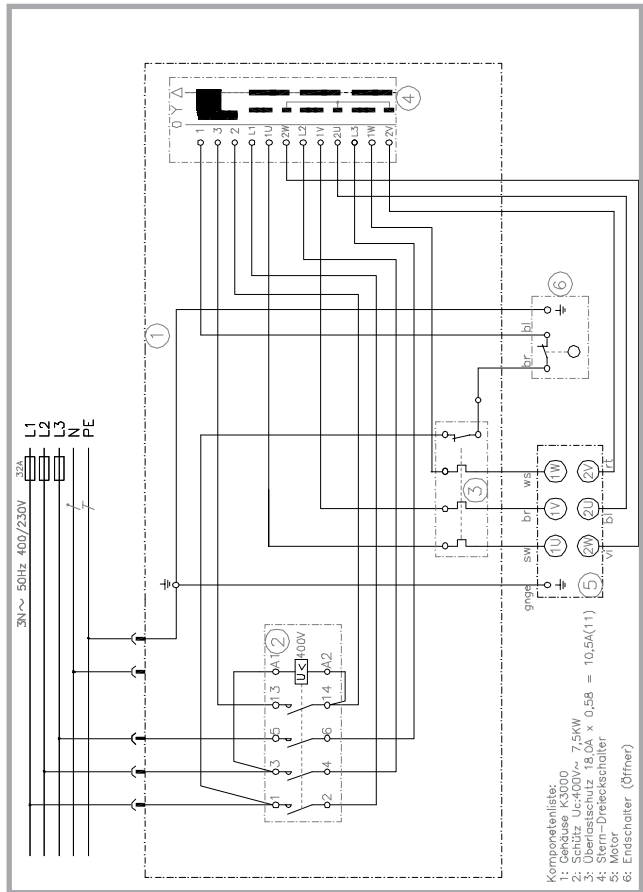 3N~ 50Hz 400/230V
32A
L1
L2
L3
N
PE
1
0 Y △
1
3
2
L1
1U
2W
L2
1V
2U
L3
1W
2V
4
2
A1
13
5
3
1
U<
400V
A2
14
6
4
2
3
6
br
bl
gnge
sw
br
ws
1U
1V
1W
2W
2U
2V
vi
bl
rt
5
Komponetenliste:
1: Gehäuse K3000
2: Schütz Uc:400V~ 7,5KW
3: Überlastschutz 18,0A x 0,58 = 10,5A(11)
4: Stern-Dreieckschalter
5: Motor
6: Endschalter (Öffner)